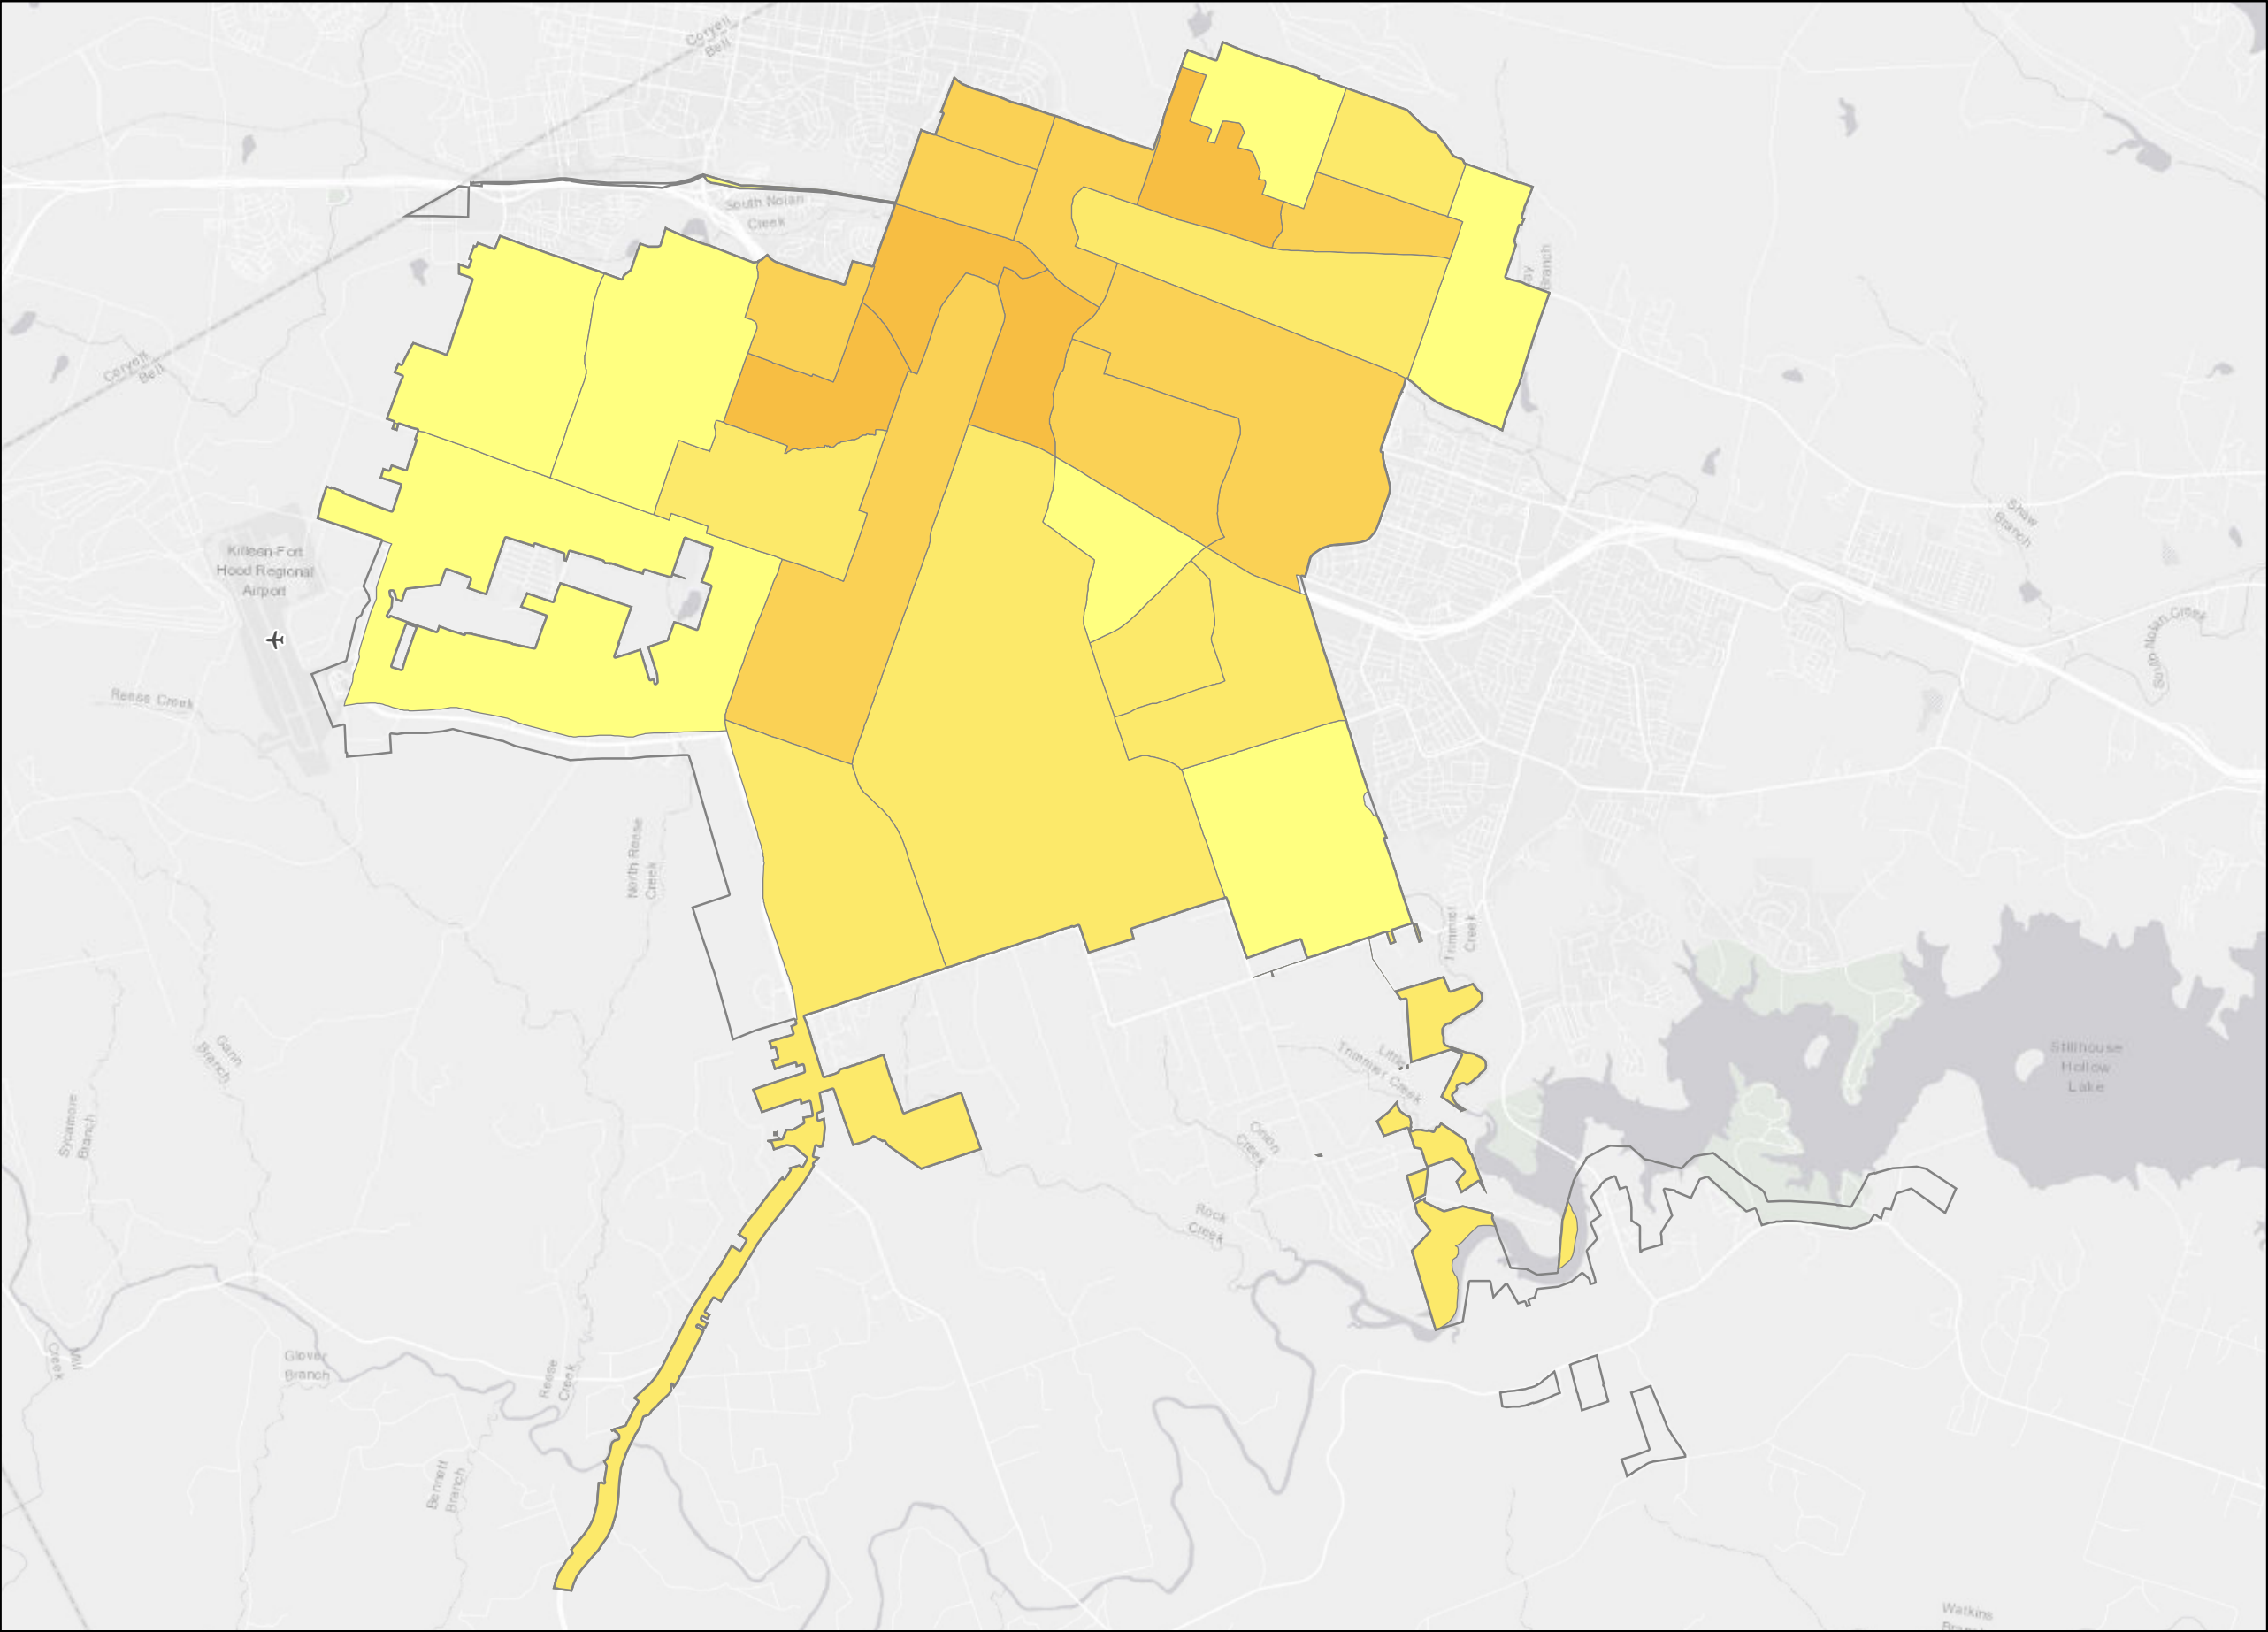 Coryell
Bell
South Nolan
Creek
Branch
Coryell
Bell
Shaw
Branch
Killeen-Fort
Hood Regional
Airport
South Nolan Creek
Reese Creek
North Reese
Creek
Trimmier
Creek
Gann
Branch
Little
Trimmier Creek
Stillhouse
Hollow
Lake
Sycamore
Branch
Onion
Creek
Rock
Creek
Mill
Creek
Glover
Branch
Reese
Creek
Bennett
Branch
Watkins